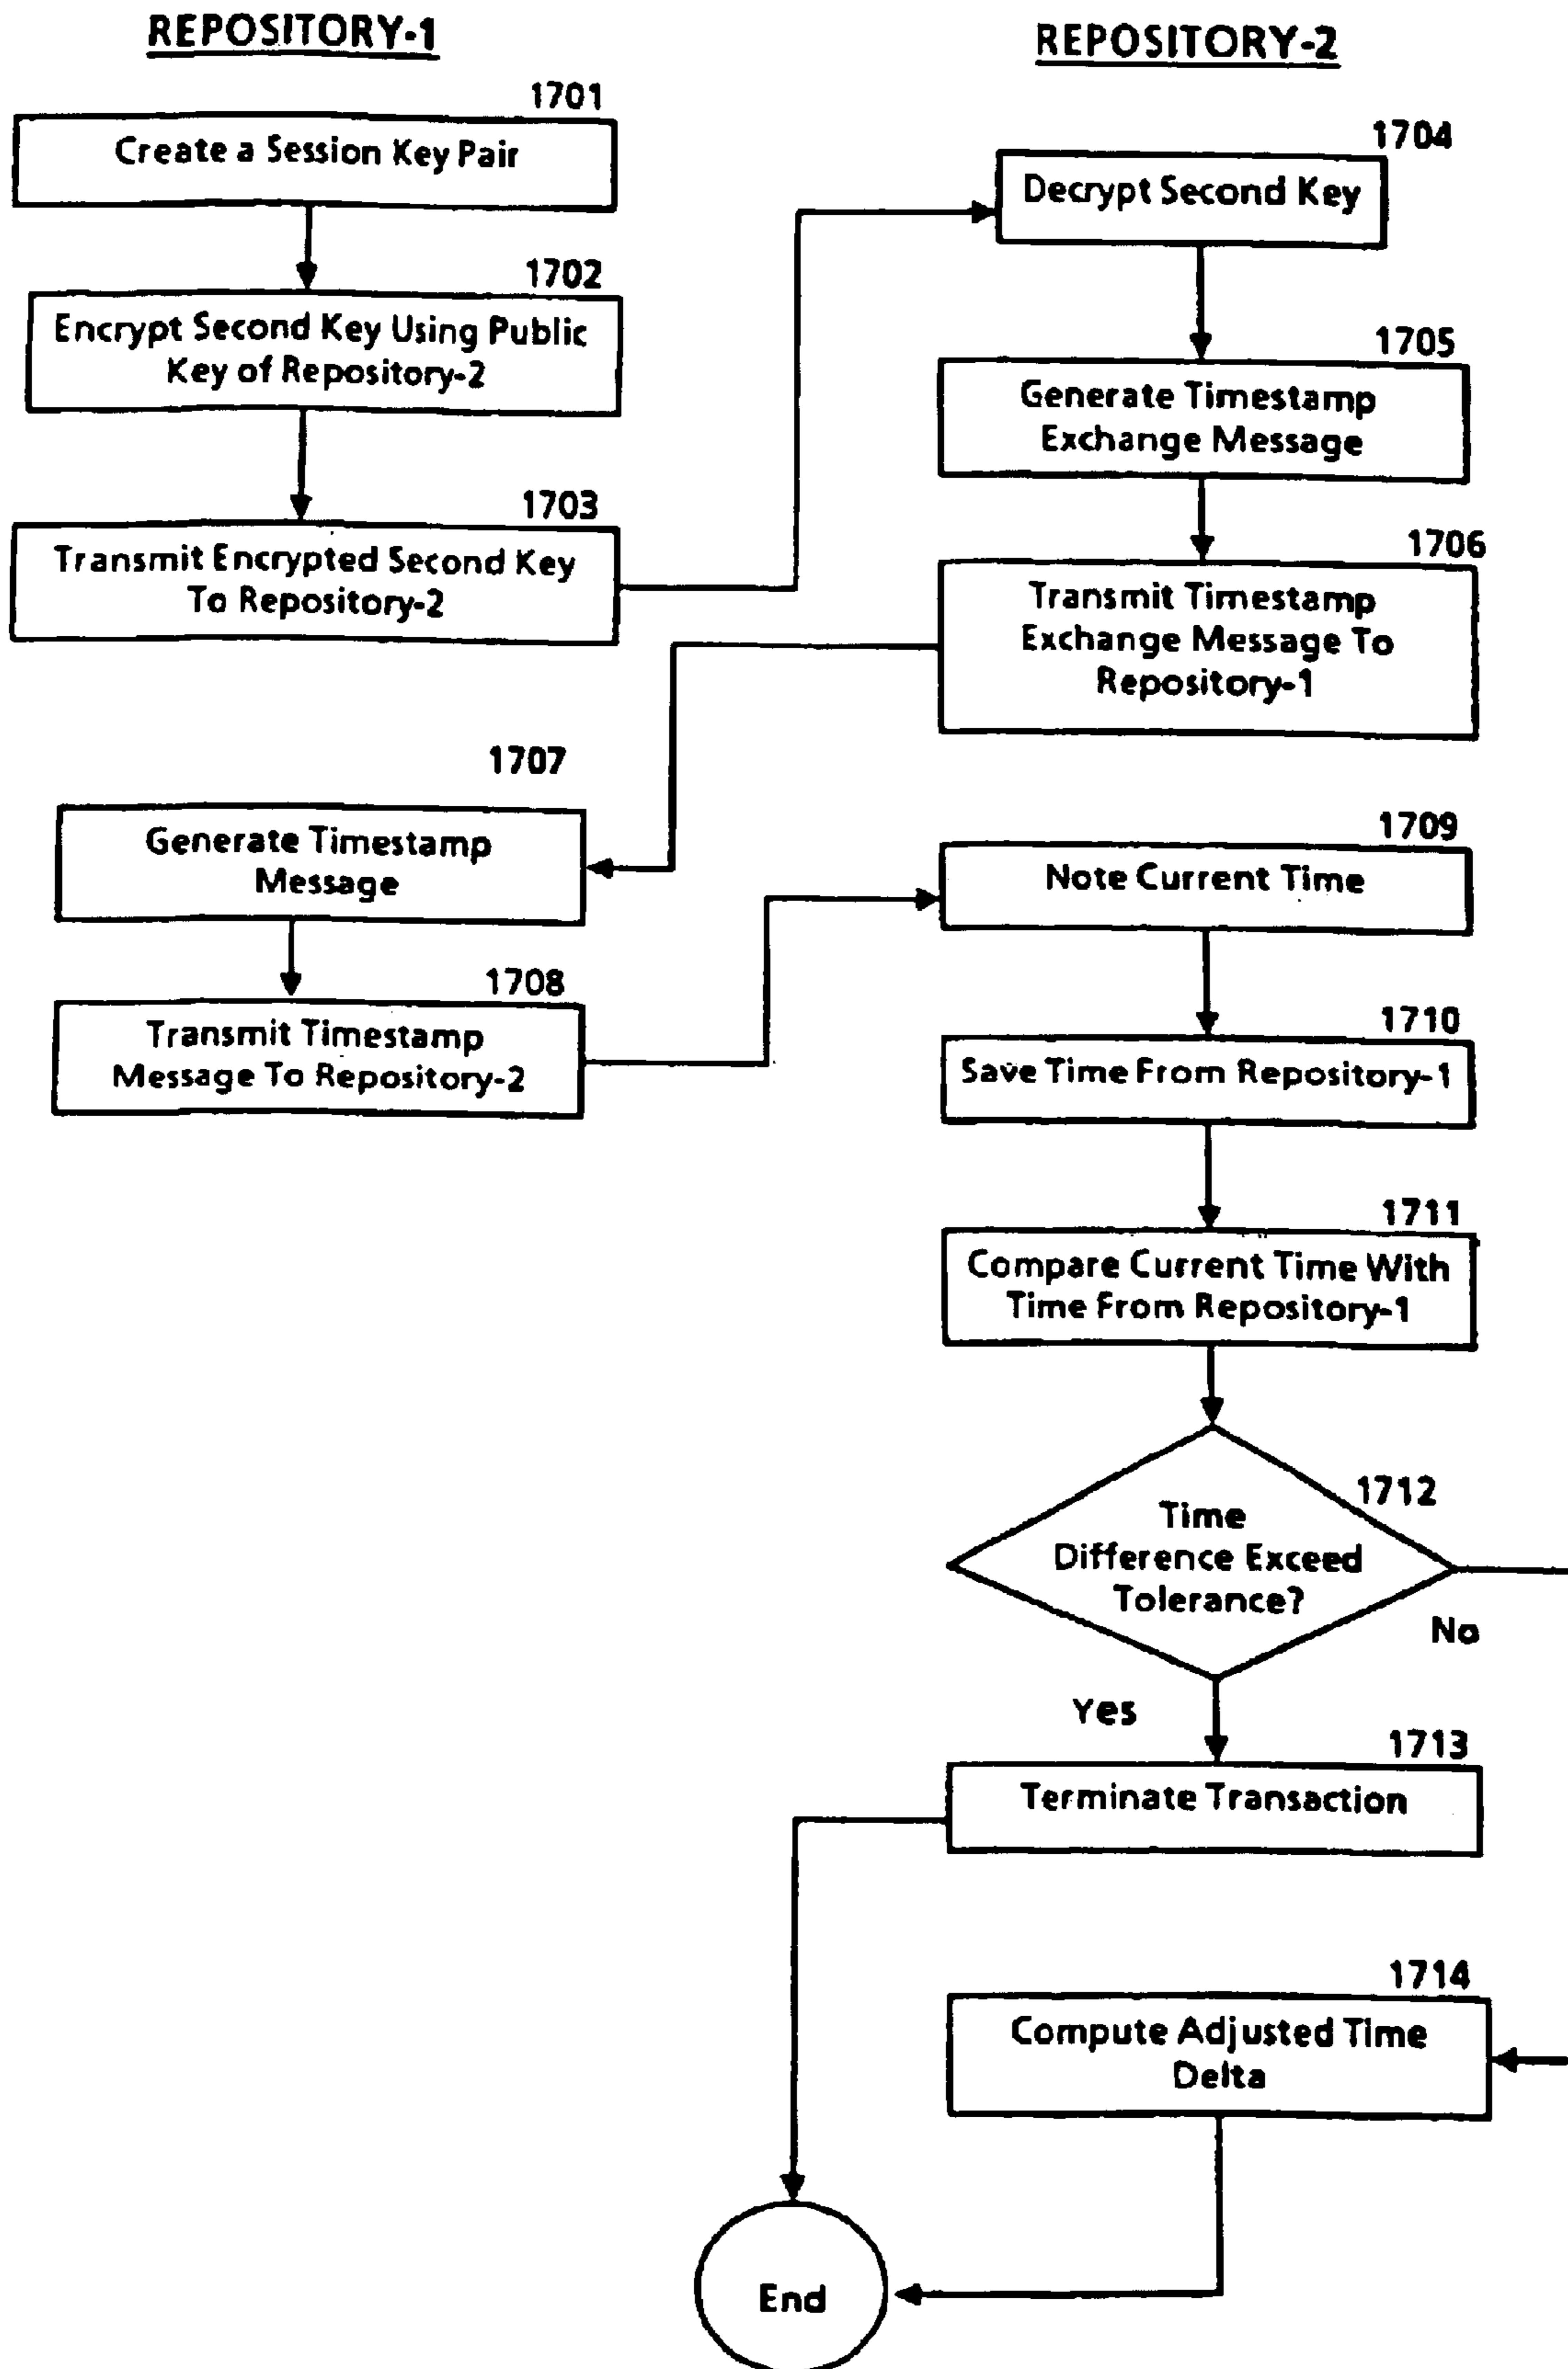 REPOSITORY-1
REPOSITORY-2
1701
Create a Session Key Pair
1702
Encrypt Second Key Using Public
Key of Repository-2
1703
Transmit Encrypted Second Key
To Repository-2
1704
Decrypt Second Key
1705
Generate Timestamp
Exchange Message
1706
Transmit Timestamp
Exchange Message To
Repository-1
1707
Generate Timestamp
Message
1708
Transmit Timestamp
Message To Repository-2
1709
Note Current Time
1710
Save Time From Repository-1
1711
Compare Current Time With
Time From Repository-1
1712
Time
Difference Exceed
Tolerance?
No
Yes
1713
Terminate Transaction
1714
Compute Adjusted Time
Delta
End